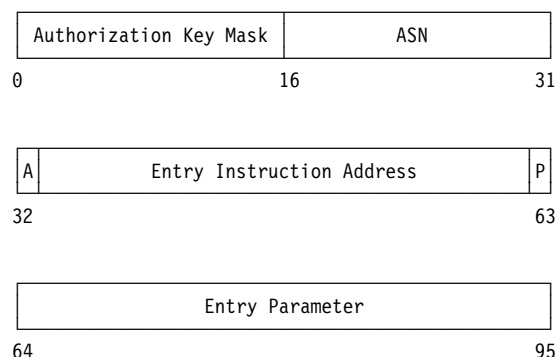 Authorization Key Mask ASN
0 16 31
A Entry Instruction Address P
32 63
Entry Parameter
64 95